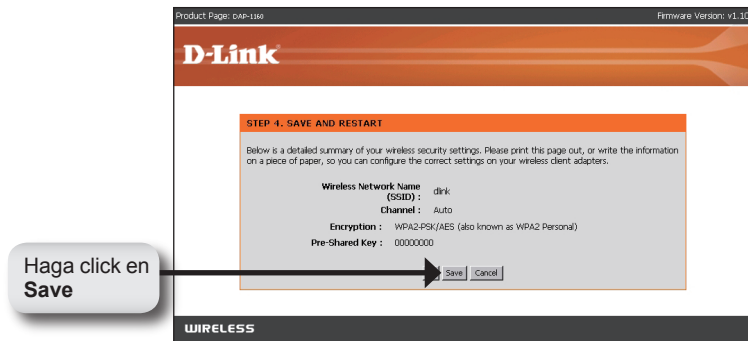 Product Page: DAP-1160 Firmware Version: v1.10
D-Link
STEP 4. SAVE AND RESTART
Below is a detailed summary of your wireless security settings. Please print this page out, or write the information
on a piece of paper, so you can configure the correct settings on your wireless client adapters.
Wireless Network Name
(SSID) : dlink
Channel : Auto
Encryption : WPA2-PSK/AES (also known as WPA2 Personal)
Pre-Shared Key : 00000000
Save Cancel
Haga click en
Save
WIRELESS